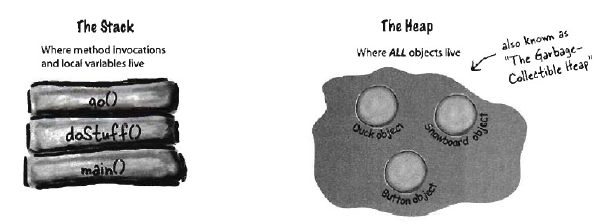 The Stack
Where method invocations
and local variables live
go()
doStuff()
main()
The Heap
Where ALL objects live
also known as
"The Garbage-
Collectible Heap"
Duck object
Snowboard object
Button object